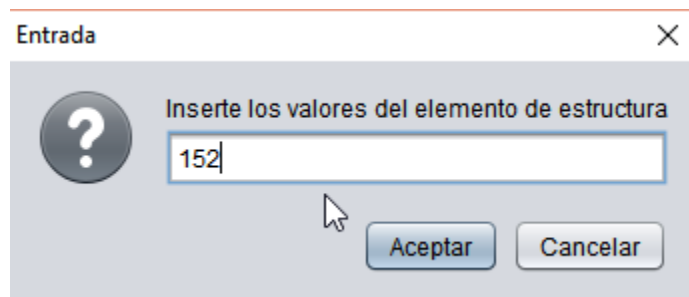 Entrada
Inserte los valores del elemento de estructura
?
152
Aceptar Cancelar